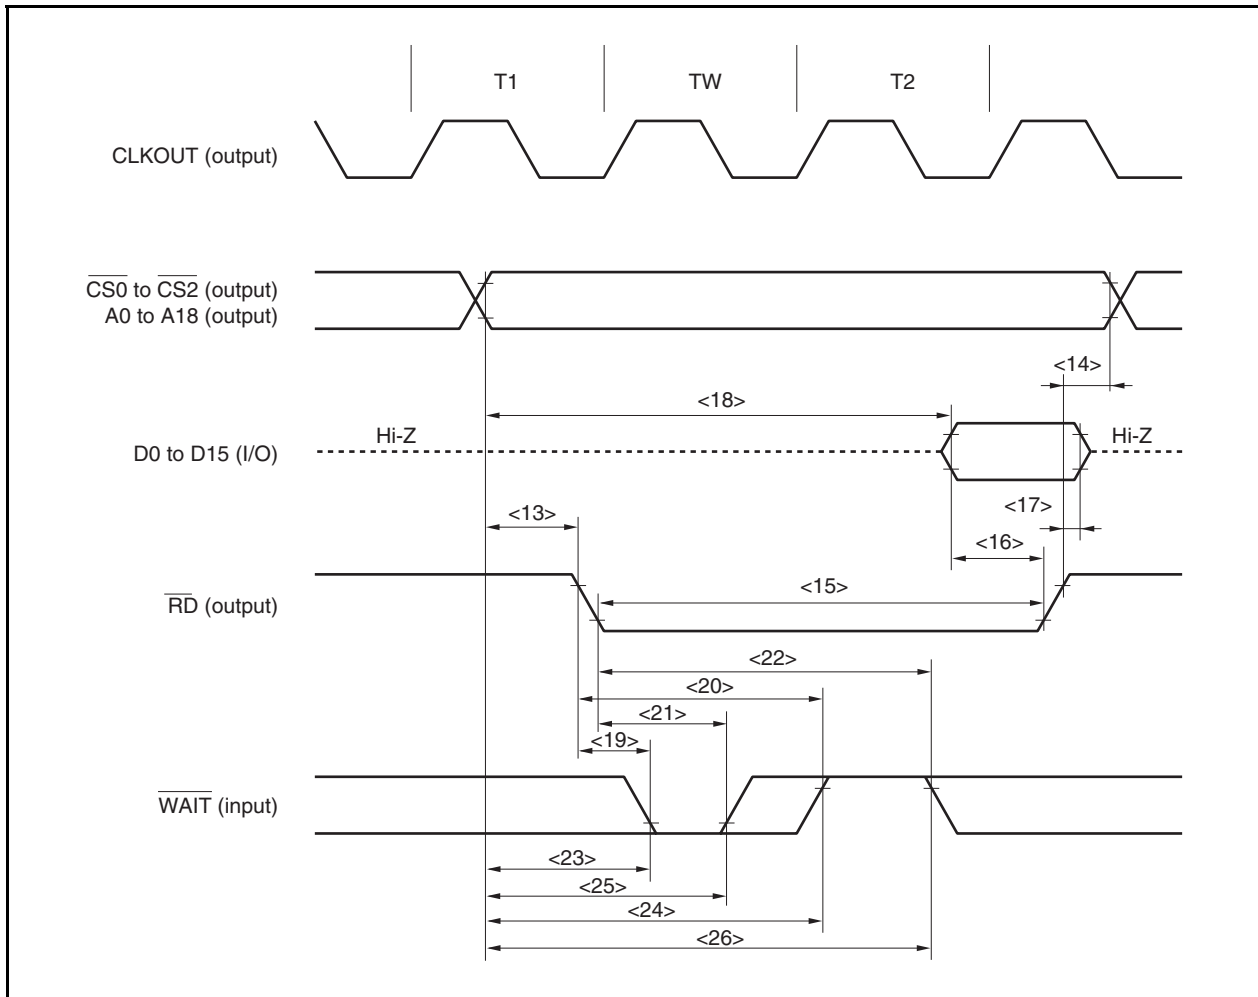 T1 TW T2
CLKOUT (output)
CS0 to CS2 (output)
A0 to A18 (output)
<14>
<18>
Hi-Z Hi-Z
D0 to D15 (I/O)
<17>
<13>
<16>
<15>
RD (output)
<22>
<20>
<21>
<19>
WAIT (input)
<23>
<25>
<24>
<26>